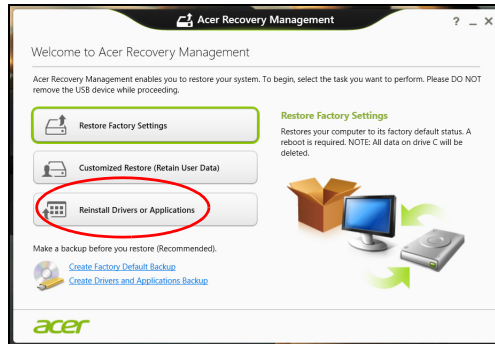 Acer Recovery Management
? _ X
Welcome to Acer Recovery Management
Acer Recovery Management enables you to restore your system. To begin, select the task you want to perform. Please DO NOT
remove the USB device while proceeding.
Restore Factory Settings
Customized Restore (Retain User Data)
Reinstall Drivers or Applications
Restore Factory Settings
Restores your computer to its factory default status. A
reboot is required. NOTE: All data on drive C will be
deleted.
Make a backup before you restore (Recommended).
Create Factory Default Backup
Create Drivers and Applications Backup
acer